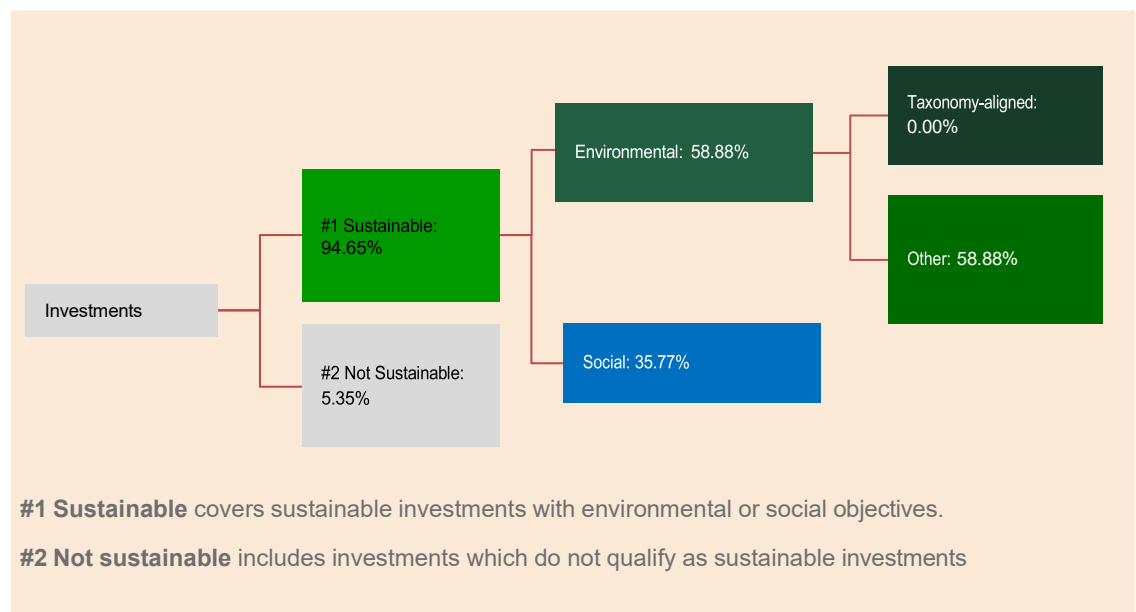 Taxonomy-aligned:
0.00%
Environmental: 58.88%
#1 Sustainable:
94.65%
Other: 58.88%
Investments
Social: 35.77%
#2 Not Sustainable:
5.35%
#1 Sustainable covers sustainable investments with environmental or social objectives.
#2 Not sustainable includes investments which do not qualify as sustainable investments